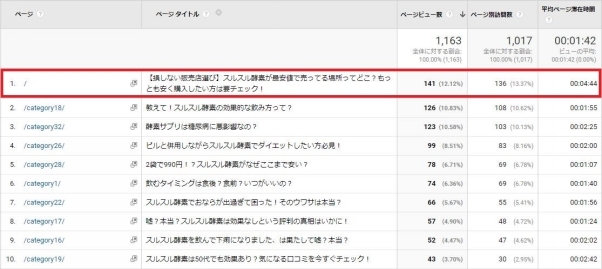 ページ ページ タイトル ページビュー数 ページ別訪問数 平均ページ滞在時間
1,163 1,017 00:01:42
全体に対する割合: 全体に対する割合: ビューの平均:
100.00% (1,163) 100.00% (1,017) 00:01:42 (0.00%)
1. / 【損しない販売店選び】スルスル酵素が最安値で売ってる場所ってどこ？もっとも安く購入したい方は要チェック！ 141 (12.12%) 136 (13.37%) 00:04:44
2. /category18/ 教えて！スルスル酵素の効果的な飲み方って？ 126 (10.83%) 108 (10.62%) 00:01:55
3. /category32/ 酵素サプリは糖尿病に悪影響なの？ 123 (10.58%) 103 (10.13%) 00:02:25
4. /category26/ ピルと併用しながらスルスル酵素でダイエットしたい方必見！ 99 (8.51%) 83 (8.16%) 00:02:00
5. /category28/ 2袋で990円！？スルスル酵素がなぜここまで安い？ 78 (6.71%) 69 (6.78%) 00:01:07
6. /category1/ 飲むタイミングは食後？食前？いつがいいの？ 74 (6.36%) 69 (6.78%) 00:01:40
7. /category22/ スルスル酵素でおならが出過ぎて困った！そのウワサは本当？ 66 (5.67%) 55 (5.41%) 00:02:56
8. /category17/ 嘘？本当？スルスル酵素は効果なしという評判の真相はいかに！ 57 (4.90%) 48 (4.72%) 00:01:24
9. /category16/ スルスル酵素を飲んで下痢になりました、は果たして嘘？本当？ 52 (4.47%) 47 (4.62%) 00:02:44
10. /category19/ スルスル酵素は50代でも効果あり？気になる口コミを今すぐチェック！ 43 (3.70%) 30 (2.95%) 00:02:42